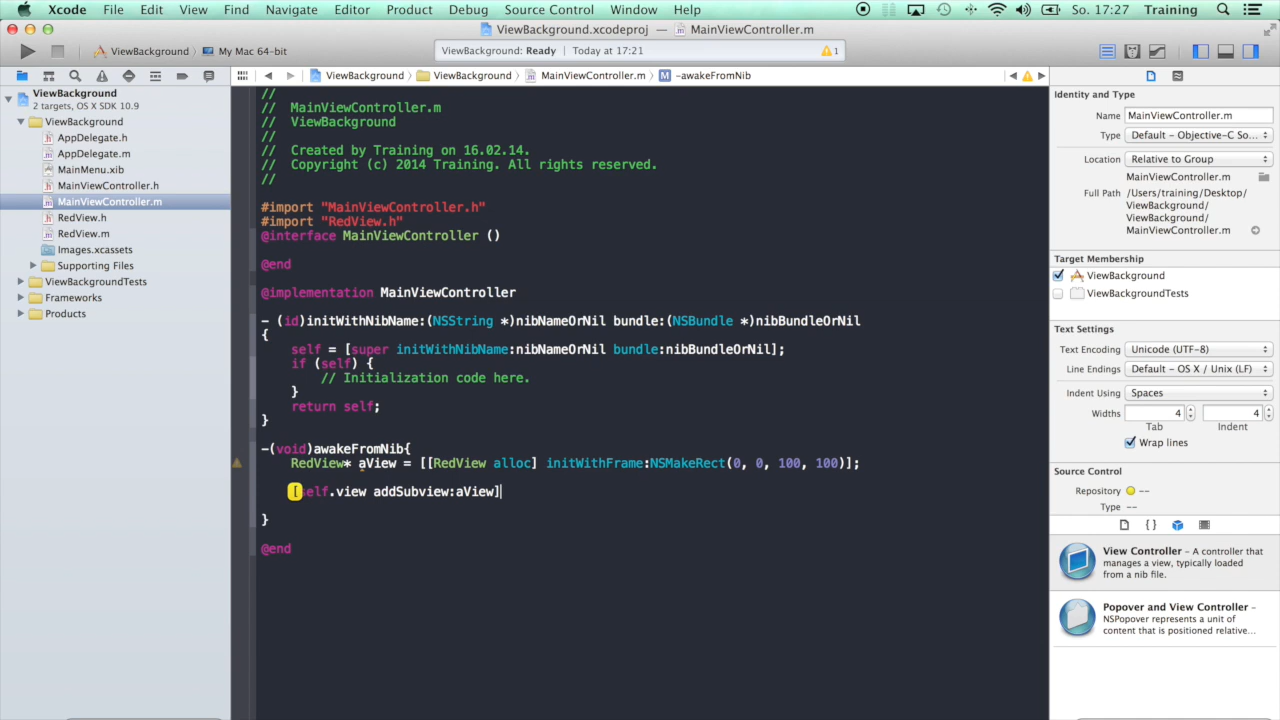 Xcode File Edit View Find Navigate Editor Product Debug Source Control Window Help So. 17:27 Training
ViewBackground.xcodeproj — MainViewController.m
ViewBackground My Mac 64-bit
ViewBackground: Ready Today at 17:21 1
ViewBackground ViewBackground MainViewController.m M -awakeFromNib
ViewBackground
2 targets, OS X SDK 10.9
ViewBackground
AppDelegate.h
AppDelegate.m
MainMenu.xib
MainViewController.h
MainViewController.m
RedView.h
RedView.m
Images.xcassets
Supporting Files
ViewBackgroundTests
Frameworks
Products
//
// MainViewController.m
// ViewBackground
//
// Created by Training on 16.02.14.
// Copyright (c) 2014 Training. All rights reserved.
//
#import "MainViewController.h"
#import "RedView.h"
@interface MainViewController ()
@end
@implementation MainViewController
- (id)initWithNibName:(NSString *)nibNameOrNil bundle:(NSBundle *)nibBundleOrNil
{
self = [super initWithNibName:nibNameOrNil bundle:nibBundleOrNil];
if (self) {
// Initialization code here.
}
return self;
}
-(void)awakeFromNib{
RedView* aView = [[RedView alloc] initWithFrame:NSMakeRect(0, 0, 100, 100)];
[self.view addSubview:aView]
}
@end
Identity and Type
Name MainViewController.m
Type Default - Objective-C So...
Location Relative to Group
MainViewController.m
Full Path /Users/training/Desktop/
ViewBackground/
ViewBackground/
MainViewController.m
Target Membership
ViewBackground
ViewBackgroundTests
Text Settings
Text Encoding Unicode (UTF-8)
Line Endings Default - OS X / Unix (LF)
Indent Using Spaces
Widths 4 4
Tab Indent
Wrap lines
Source Control
Repository --
Type --
{ }
View Controller - A controller that
manages a view, typically loaded
from a nib file.
Popover and View Controller -
NSPopover represents a unit of
content that is positioned relative...